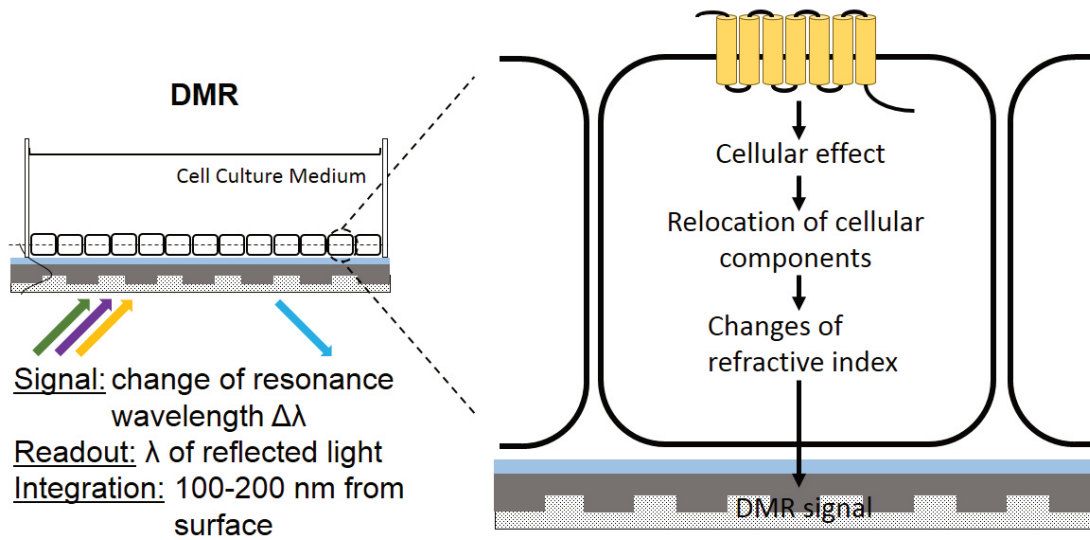 DMR
Cell Culture Medium
Signal: change of resonance
wavelength Δλ
Readout: λ of reflected light
Integration: 100-200 nm from
surface
Cellular effect
Relocation of cellular
components
Changes of
refractive index
DMR signal